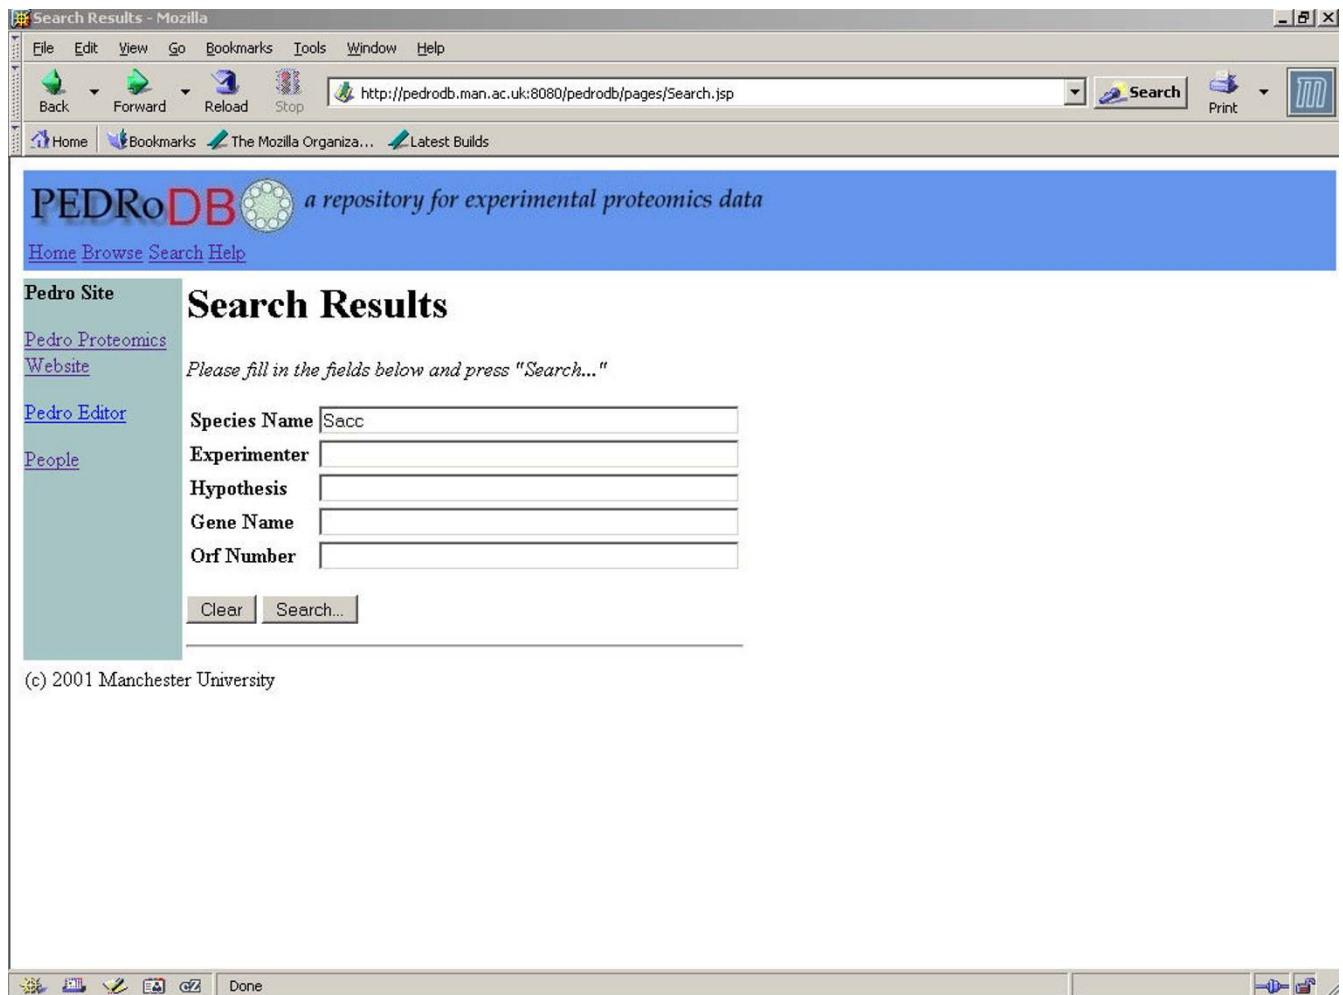 Search Results - Mozilla
File Edit View Go Bookmarks Tools Window Help
Back Forward Reload Stop http://pedrodb.man.ac.uk:8080/pedrodb/pages/Search.jsp Search Print
Home Bookmarks The Mozilla Organiza... Latest Builds
PEDRoDB a repository for experimental proteomics data
Home Browse Search Help
Pedro Site
Pedro Proteomics
Website
Pedro Editor
People
Search Results
Please fill in the fields below and press "Search..."
Species Name Sacc
Experimenter
Hypothesis
Gene Name
Orf Number
Clear Search...
(c) 2001 Manchester University
Done